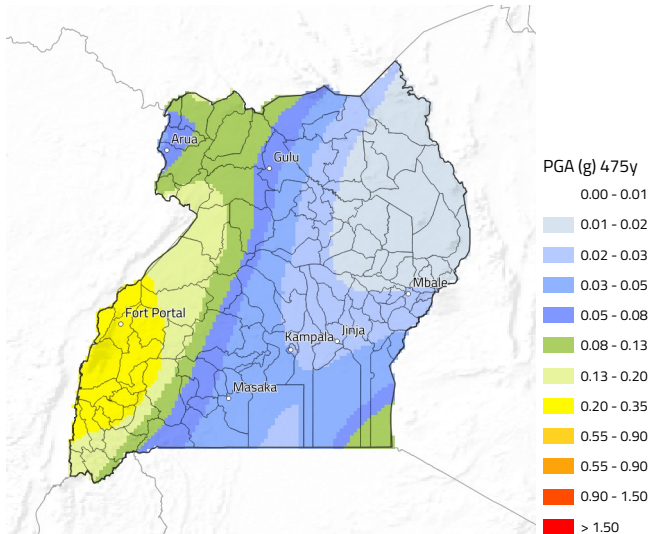 Arua
Gulu
PGA (g) 475y
0.00 - 0.01
0.01 - 0.02
0.02 - 0.03
0.03 - 0.05
0.05 - 0.08
0.08 - 0.13
0.13 - 0.20
0.20 - 0.35
0.55 - 0.90
0.55 - 0.90
0.90 - 1.50
> 1.50
Mbale
Fort Portal
Kampala
Jinja
Masaka